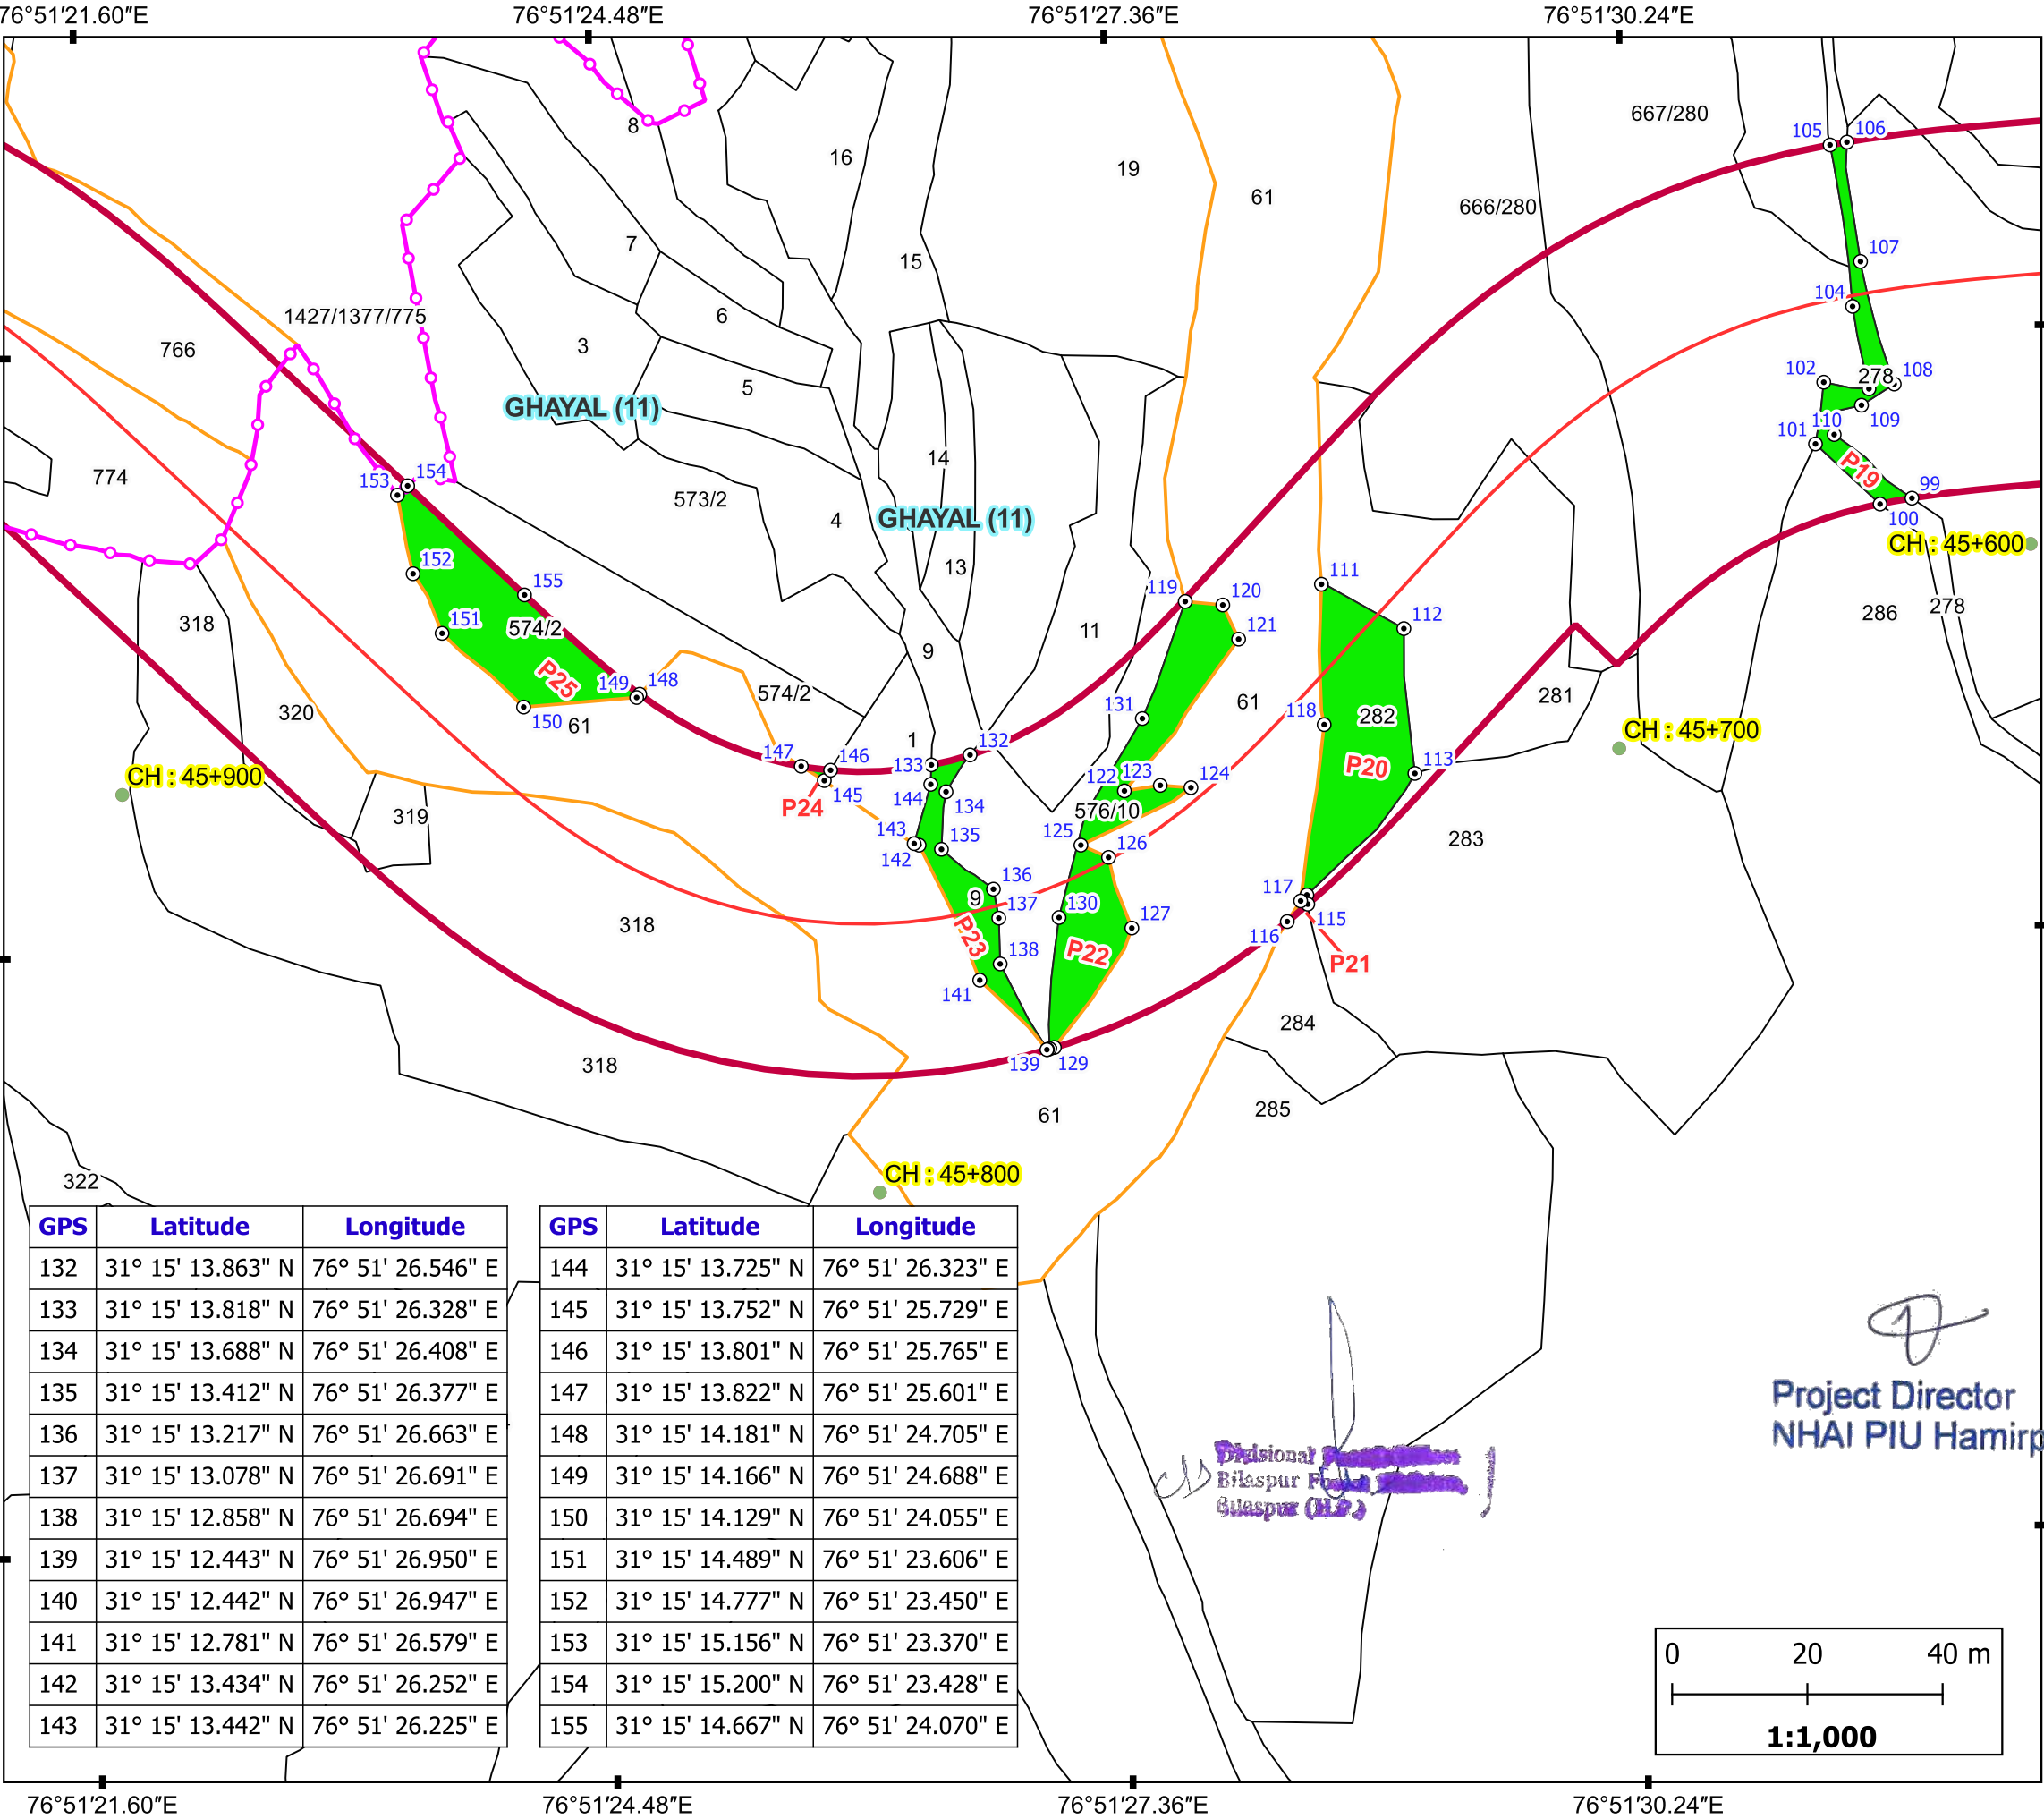 76°51'21.60″E 76°51'24.48″E 76°51'27.36″E 76°51'30.24″E
8
16
19
61
667/280
105 106
666/280
7
15
107
104
1427/1377/775
6
766
3
5
102
278
108
109
GHAYAL (11)
110
101
14
774
P19
154
153
573/2
99
4
GHAYAL (11)
100
CH : 45+600
152
13
111
155
119
120
318
151
574/2
121
112
11
286
278
9
P25
149 148
574/2
281
320
150
61
131
61
118
282
CH : 45+700
1
132
147
146
133
P20
113
CH : 45+900
122 123
124
145
144
134
P24
576/10
319
143
135
125
126
283
142
136
9
117
318
137
130
127
115
116
P23
138
P22
P21
141
284
318
139
129
61
285
CH : 45+800
322
GPS Latitude Longitude
132 31° 15' 13.863" N 76° 51' 26.546" E
133 31° 15' 13.818" N 76° 51' 26.328" E
134 31° 15' 13.688" N 76° 51' 26.408" E
135 31° 15' 13.412" N 76° 51' 26.377" E
136 31° 15' 13.217" N 76° 51' 26.663" E
137 31° 15' 13.078" N 76° 51' 26.691" E
138 31° 15' 12.858" N 76° 51' 26.694" E
139 31° 15' 12.443" N 76° 51' 26.950" E
140 31° 15' 12.442" N 76° 51' 26.947" E
141 31° 15' 12.781" N 76° 51' 26.579" E
142 31° 15' 13.434" N 76° 51' 26.252" E
143 31° 15' 13.442" N 76° 51' 26.225" E
GPS Latitude Longitude
144 31° 15' 13.725" N 76° 51' 26.323" E
145 31° 15' 13.752" N 76° 51' 25.729" E
146 31° 15' 13.801" N 76° 51' 25.765" E
147 31° 15' 13.822" N 76° 51' 25.601" E
148 31° 15' 14.181" N 76° 51' 24.705" E
149 31° 15' 14.166" N 76° 51' 24.688" E
150 31° 15' 14.129" N 76° 51' 24.055" E
151 31° 15' 14.489" N 76° 51' 23.606" E
152 31° 15' 14.777" N 76° 51' 23.450" E
153 31° 15' 15.156" N 76° 51' 23.370" E
154 31° 15' 15.200" N 76° 51' 23.428" E
155 31° 15' 14.667" N 76° 51' 24.070" E
Divisional
Bilaspur
Bilaspur (H.P.)
Project Director
NHAI PIU Hamirp
0 20 40 m
1:1,000
76°51'21.60″E 76°51'24.48″E 76°51'27.36″E 76°51'30.24″E